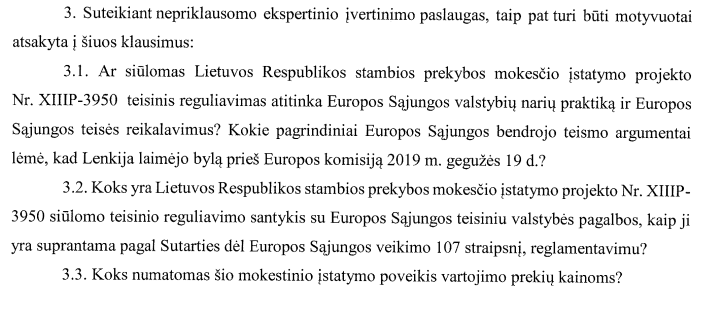 3. Suteikiant nepriklausomo ekspertinio įvertinimo paslaugas, taip pat turi būti motyvuotai
atsakyta į šiuos klausimus:
3.1. Ar siūlomas Lietuvos Respublikos stambios prekybos mokesčio įstatymo projekto
Nr. XIIIP-3950 teisinis reguliavimas atitinka Europos Sąjungos valstybių narių praktiką ir Europos
Sąjungos teisės reikalavimus? Kokie pagrindiniai Europos Sąjungos bendrojo teismo argumentai
lėmė, kad Lenkija laimėjo bylą prieš Europos komisiją 2019 m. gegužės 19 d.?
3.2. Koks yra Lietuvos Respublikos stambios prekybos mokesčio įstatymo projekto Nr. XIIIP-
3950 siūlomo teisinio reguliavimo santykis su Europos Sąjungos teisiniu valstybės pagalbos, kaip ji
yra suprantama pagal Sutarties dėl Europos Sąjungos veikimo 107 straipsnį, reglamentavimu?
3.3. Koks numatomas šio mokestinio įstatymo poveikis vartojimo prekių kainoms?